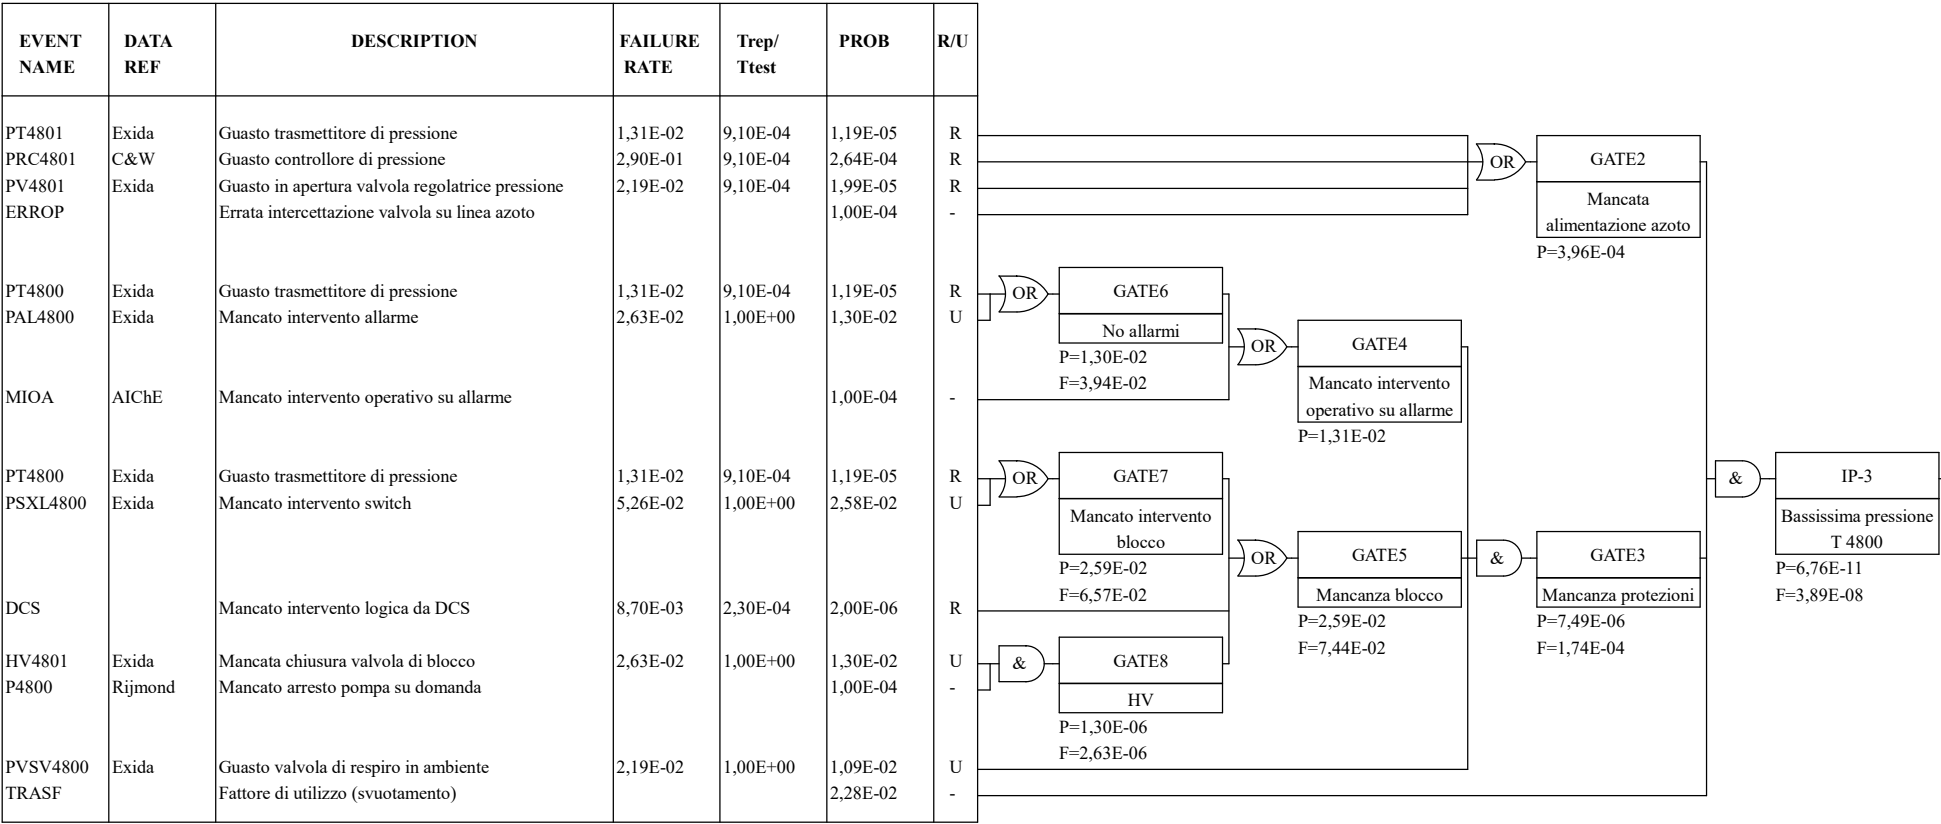 EVENT NAME DATA REF DESCRIPTION FAILURE RATE Trep/ Ttest PROB R/U
PT4801 Exida Guasto trasmettitore di pressione 1,31E-02 9,10E-04 1,19E-05 R
PRC4801 C&W Guasto controllore di pressione 2,90E-01 9,10E-04 2,64E-04 R
PV4801 Exida Guasto in apertura valvola regolatrice pressione 2,19E-02 9,10E-04 1,99E-05 R
ERROP Errata intercettazione valvola su linea azoto 1,00E-04 -
OR
GATE2
Mancata
alimentazione azoto
P=3,96E-04
PT4800 Exida Guasto trasmettitore di pressione 1,31E-02 9,10E-04 1,19E-05 R
PAL4800 Exida Mancato intervento allarme 2,63E-02 1,00E+00 1,30E-02 U
OR
GATE6
No allarmi
P=1,30E-02
F=3,94E-02
MIOA AIChE Mancato intervento operativo su allarme 1,00E-04 -
OR
GATE4
Mancato intervento
operativo su allarme
P=1,31E-02
PT4800 Exida Guasto trasmettitore di pressione 1,31E-02 9,10E-04 1,19E-05 R
PSXL4800 Exida Mancato intervento switch 5,26E-02 1,00E+00 2,58E-02 U
OR
GATE7
Mancato intervento
blocco
P=2,59E-02
F=6,57E-02
DCS Mancato intervento logica da DCS 8,70E-03 2,30E-04 2,00E-06 R
HV4801 Exida Mancata chiusura valvola di blocco 2,63E-02 1,00E+00 1,30E-02 U
P4800 Rijmond Mancato arresto pompa su domanda 1,00E-04 -
&
GATE8
HV
P=1,30E-06
F=2,63E-06
OR
GATE5
Mancanza blocco
P=2,59E-02
F=7,44E-02
&
GATE3
Mancanza protezioni
P=7,49E-06
F=1,74E-04
&
IP-3
Bassissima pressione
T 4800
P=6,76E-11
F=3,89E-08
PVSV4800 Exida Guasto valvola di respiro in ambiente 2,19E-02 1,00E+00 1,09E-02 U
TRASF Fattore di utilizzo (svuotamento) 2,28E-02 -